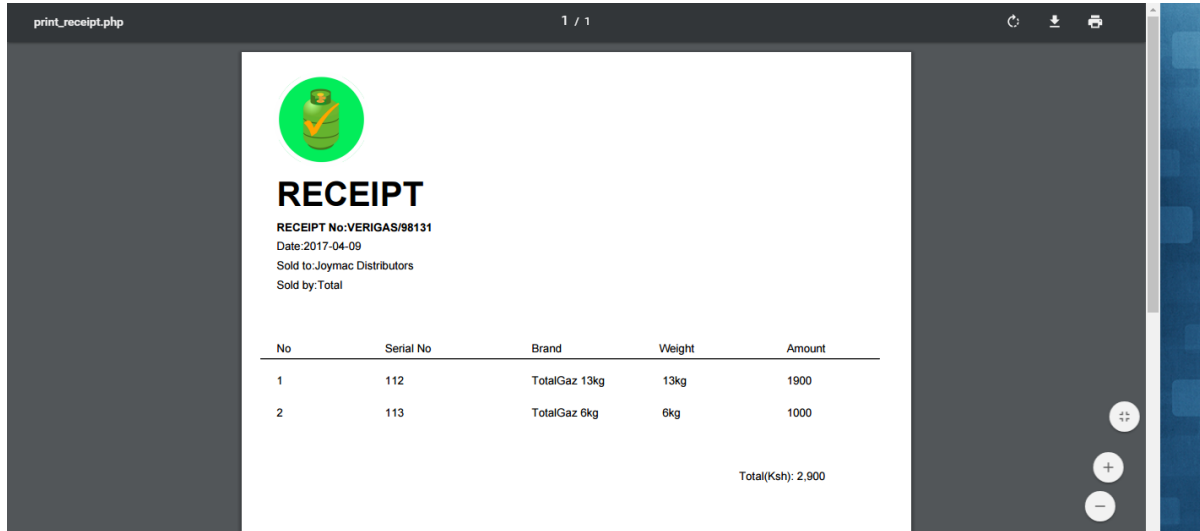 print_receipt.php 1 / 1
RECEIPT
RECEIPT No:VERIGAS/98131
Date:2017-04-09
Sold to:Joymac Distributors
Sold by:Total
No Serial No Brand Weight Amount
1 112 TotalGaz 13kg 13kg 1900
2 113 TotalGaz 6kg 6kg 1000
Total(Ksh): 2,900